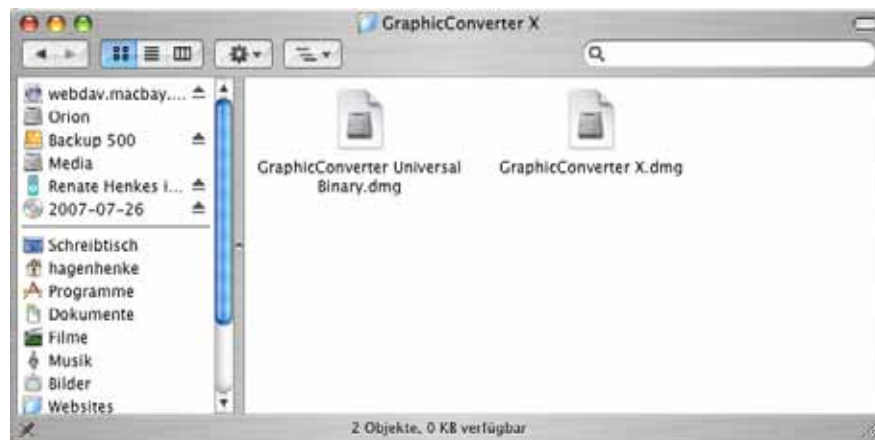 GraphicConverter X
webdav.macbay....
Orion
Backup 500
Media
Renate Henkes i...
2007-07-26
Schreibtisch
hagenhenke
Programme
Dokumente
Filme
Musik
Bilder
Websites
GraphicConverter Universal
Binary.dmg
GraphicConverter X.dmg
2 Objekte, 0 KB verfügbar